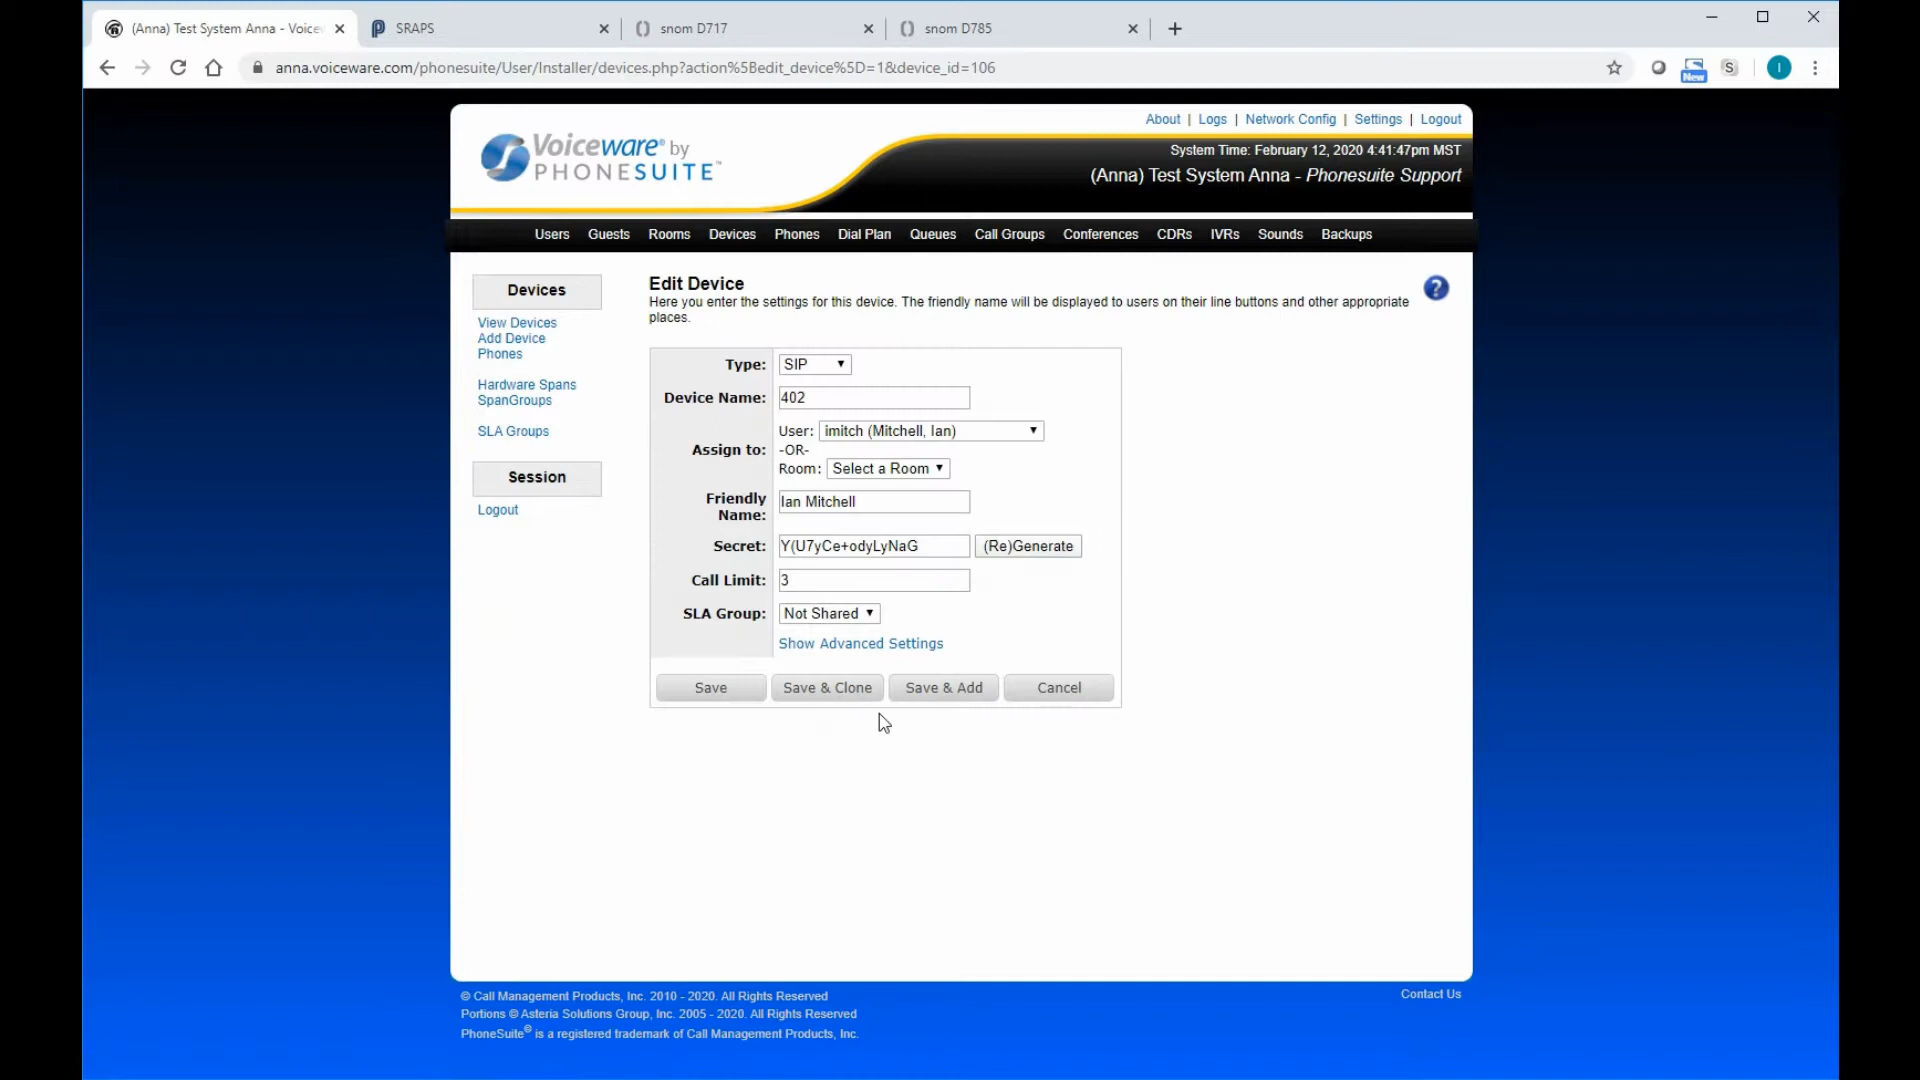 (Anna) Test System Anna - Voice
SRAPS
snom D717
snom D785
anna.voiceware.com/phonesuite/User/Installer/devices.php?action%5Bedit_device%5D=1&device_id=106
New
S
I
About | Logs | Network Config | Settings | Logout
Voiceware® by
PHONESUITE™
System Time: February 12, 2020 4:41:47pm MST
(Anna) Test System Anna - Phonesuite Support
Users Guests Rooms Devices Phones Dial Plan Queues Call Groups Conferences CDRs IVRs Sounds Backups
Devices
View Devices
Add Device
Phones
Hardware Spans
SpanGroups
SLA Groups
Session
Logout
Edit Device
Here you enter the settings for this device. The friendly name will be displayed to users on their line buttons and other appropriate
places.
?
Type: SIP
Device Name: 402
Assign to: User: imitch (Mitchell, Ian)
-OR-
Room: Select a Room
Friendly Name: Ian Mitchell
Secret: Y(U7yCe+odyLyNaG (Re)Generate
Call Limit: 3
SLA Group: Not Shared
Show Advanced Settings
Save Save & Clone Save & Add Cancel
© Call Management Products, Inc. 2010 - 2020. All Rights Reserved
Portions © Asteria Solutions Group, Inc. 2005 - 2020. All Rights Reserved
PhoneSuite® is a registered trademark of Call Management Products, Inc.
Contact Us